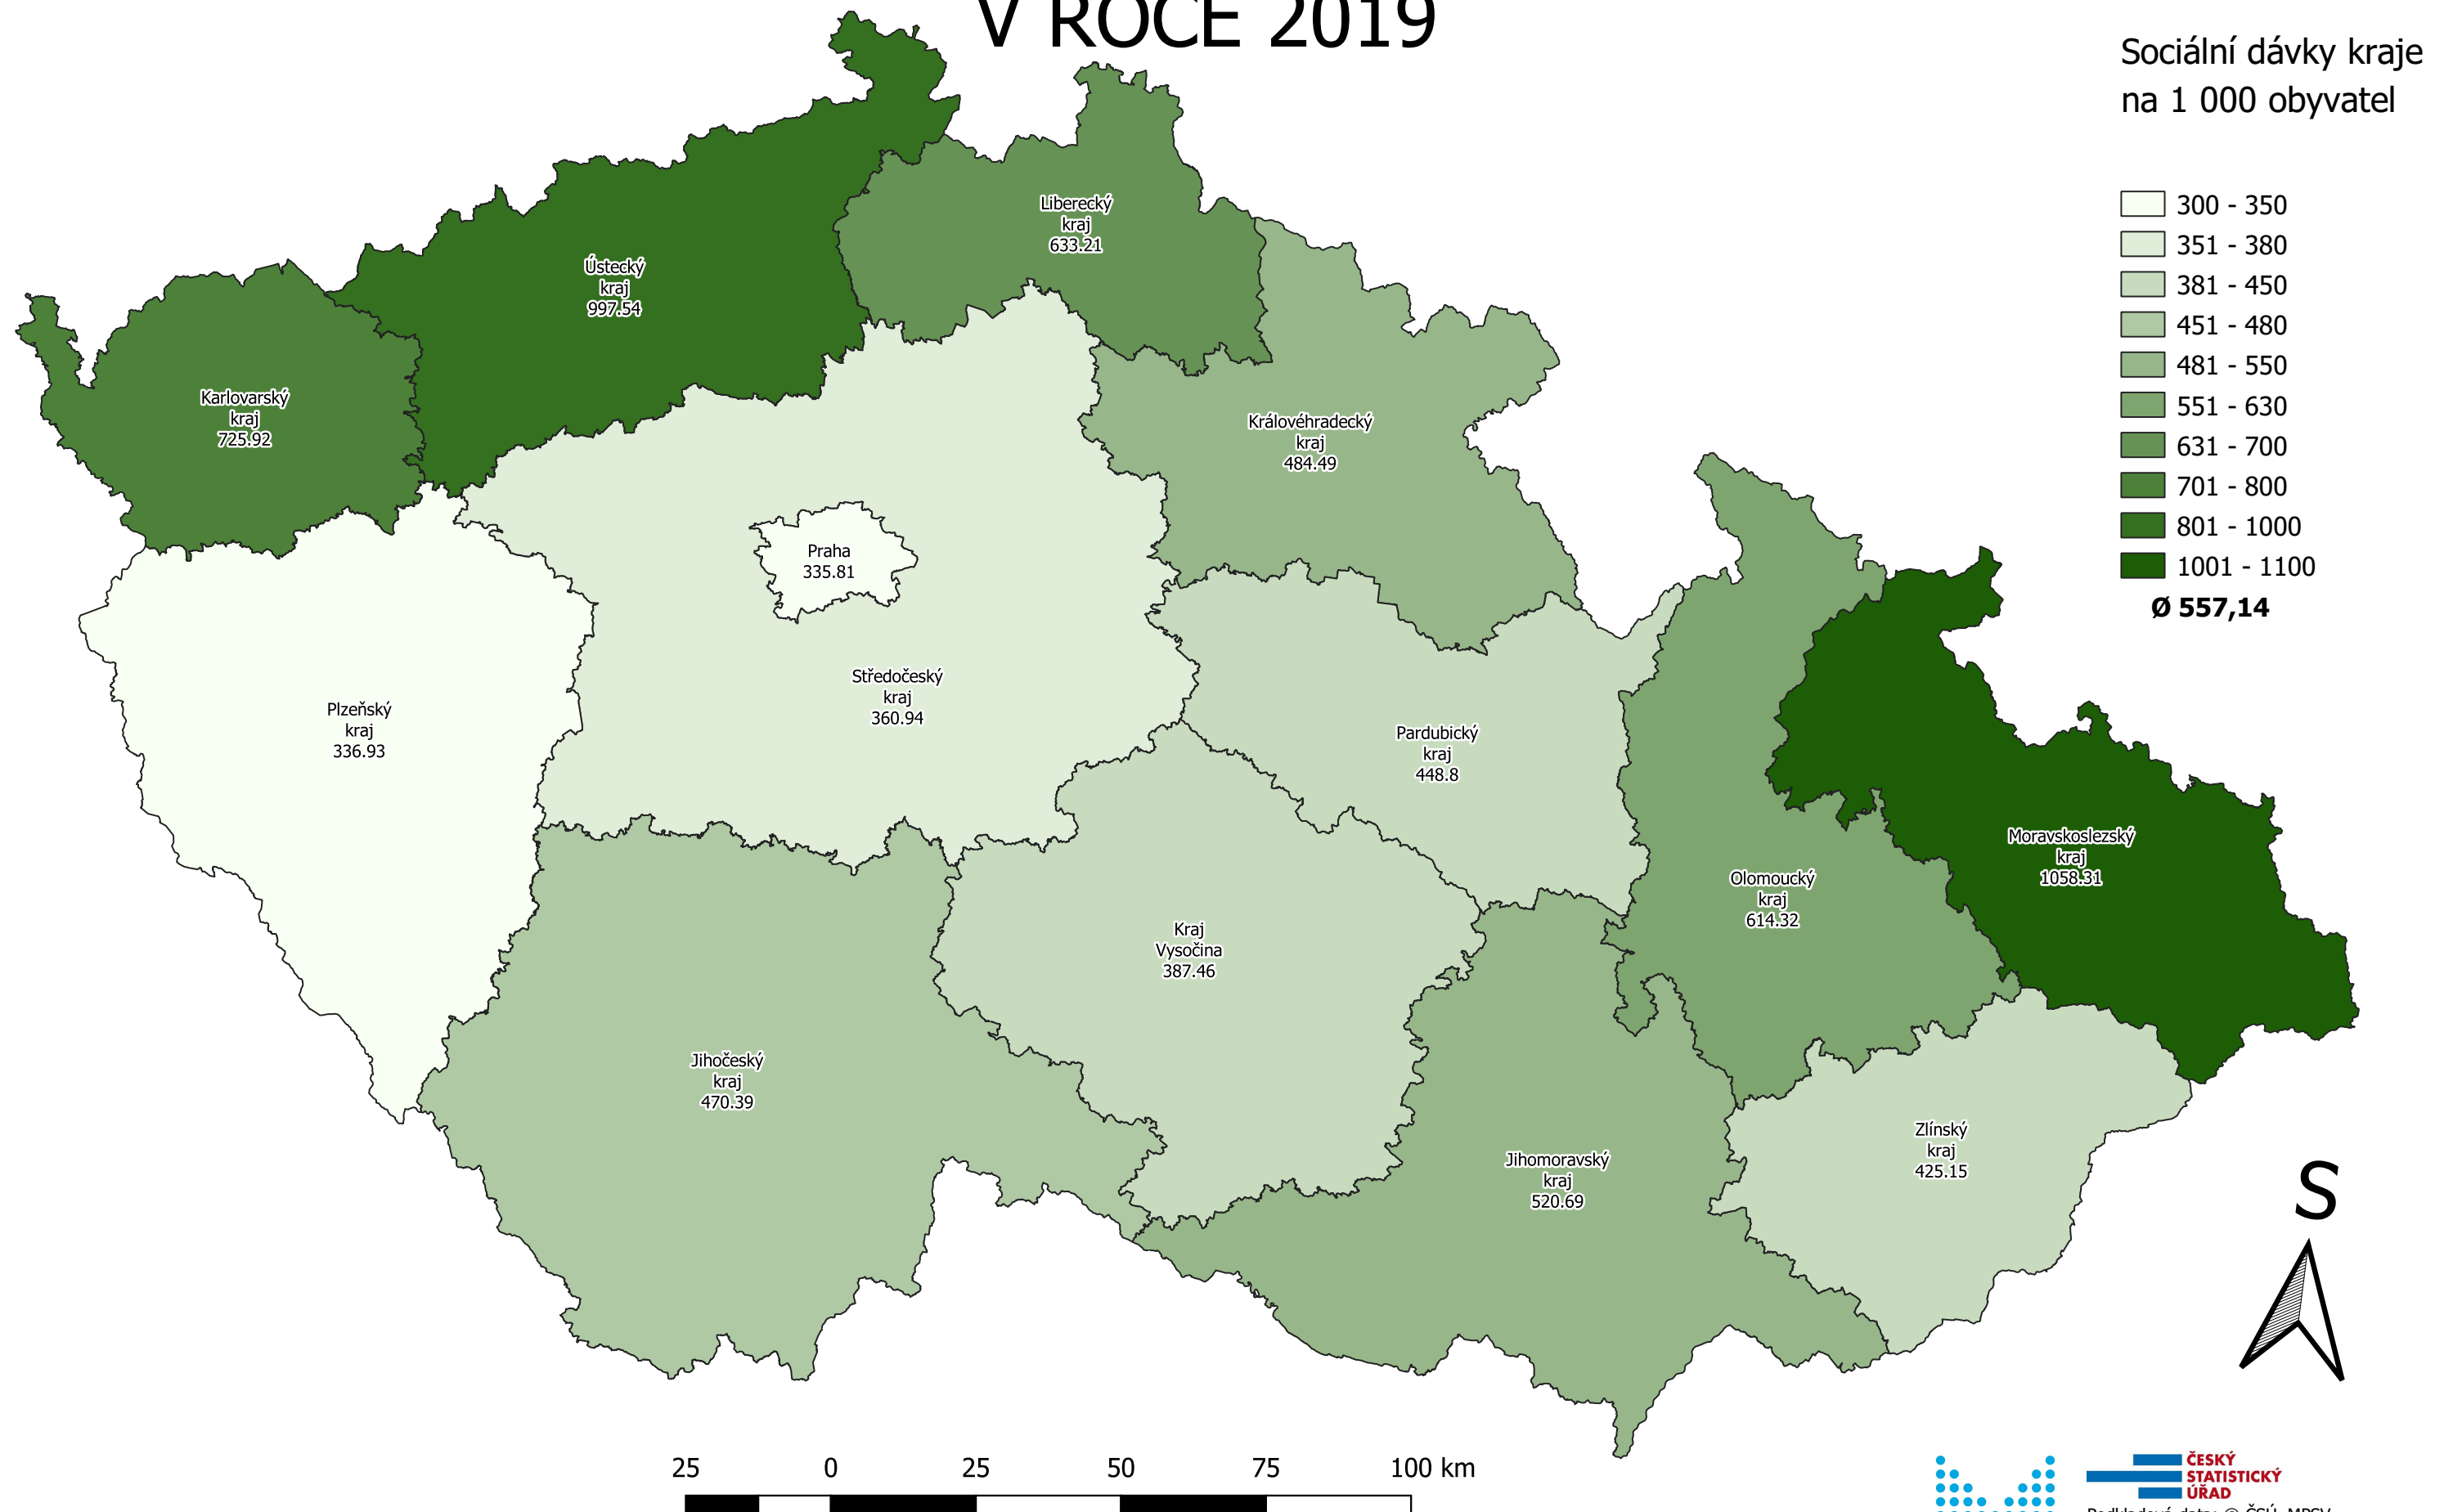 V ROCE 2019
Sociální dávky kraje
na 1 000 obyvatel
300 - 350
351 - 380
381 - 450
451 - 480
481 - 550
551 - 630
631 - 700
701 - 800
801 - 1000
1001 - 1100
Ø 557,14
Liberecký
kraj
633.21
Ústecký
kraj
997.54
Karlovarský
kraj
725.92
Královéhradecký
kraj
484.49
Praha
335.81
Středočeský
kraj
360.94
Plzeňský
kraj
336.93
Pardubický
kraj
448.8
Moravskoslezský
kraj
1058.31
Olomoucký
kraj
614.32
Kraj
Vysočina
387.46
Jihočeský
kraj
470.39
Zlínský
kraj
425.15
Jihomoravský
kraj
520.69
S
25 0 25 50 75 100 km
ČESKÝ
STATISTICKÝ
ÚŘAD
Podkladová data: © ČSÚ, MPSV